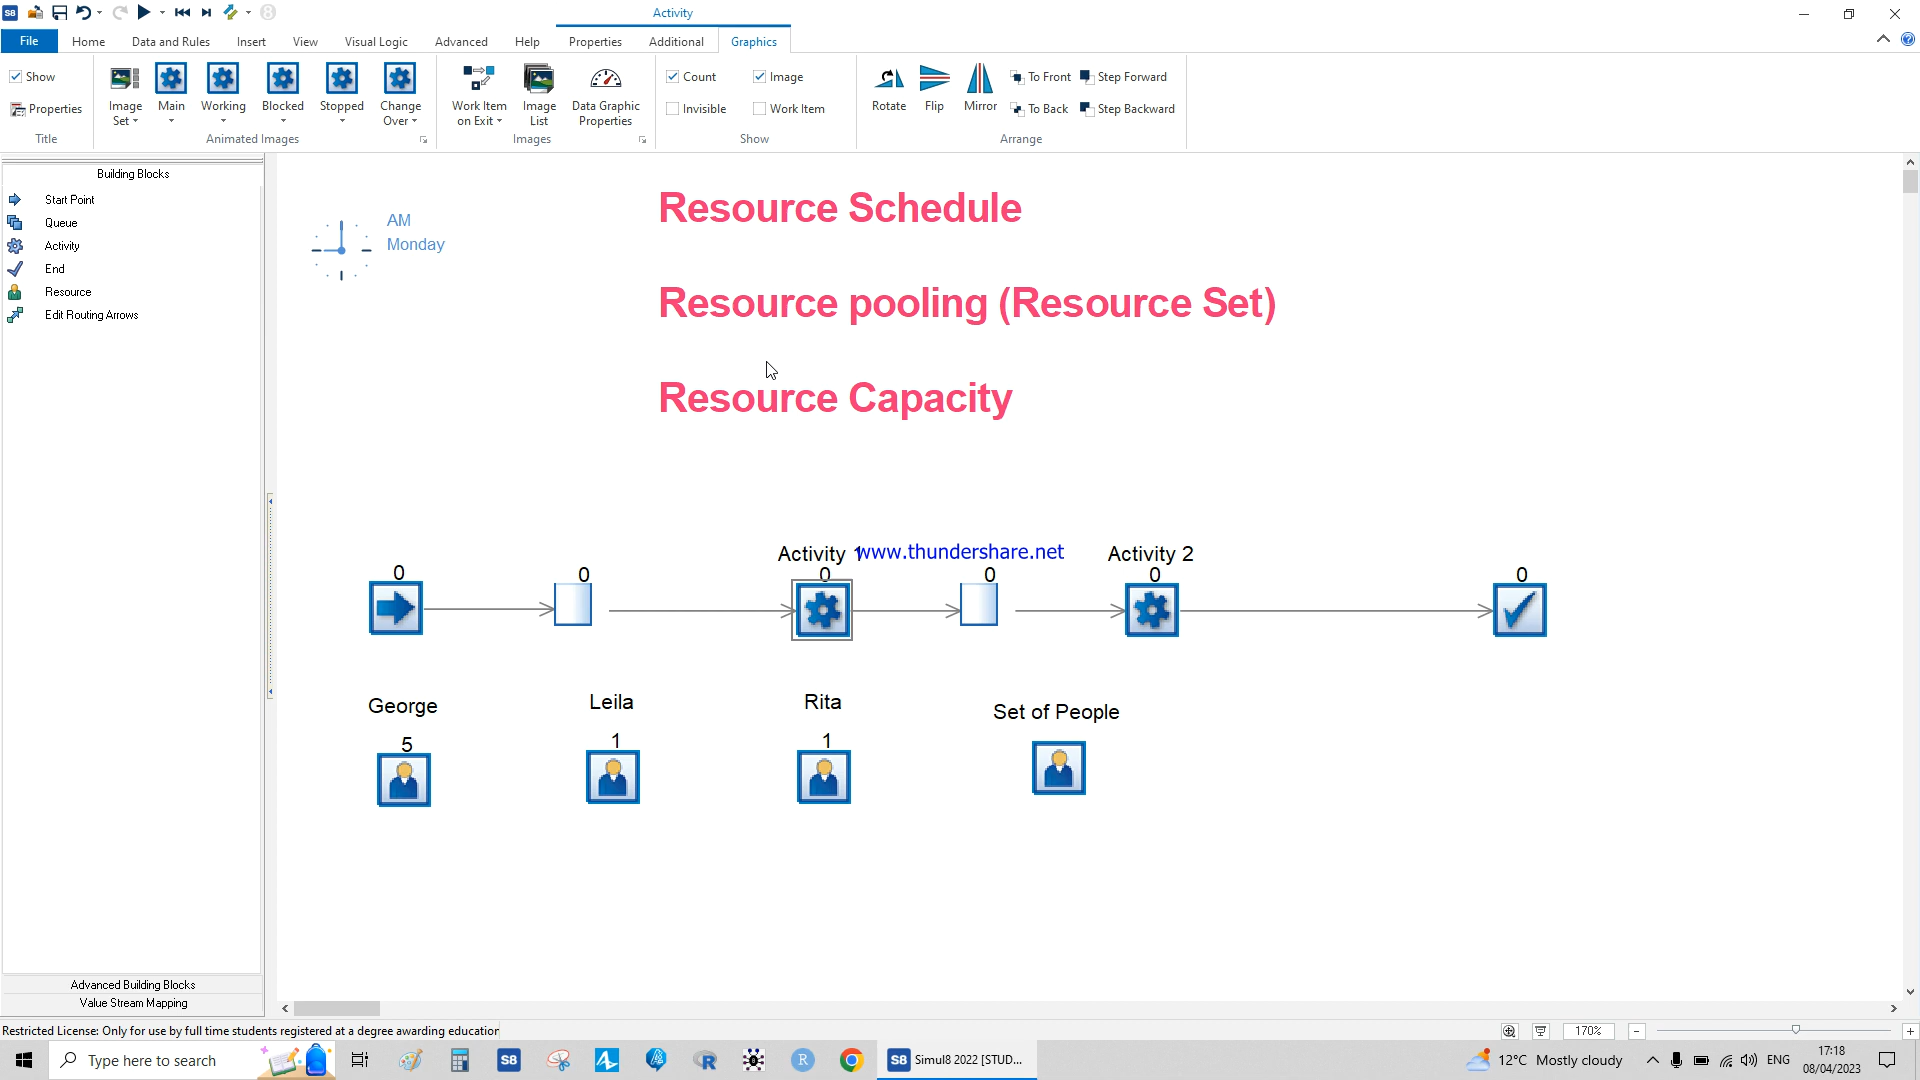 S8
8
Activity
File
Home
Data and Rules
Insert
View
Visual Logic
Advanced
Help
Properties
Additional
Graphics
Show
Properties
Title
Image Set
Main
Working
Blocked
Stopped
Change Over
Animated Images
Work Item on Exit
Image List
Data Graphic Properties
Images
Count
Image
Invisible
Work Item
Show
Rotate
Flip
Mirror
To Front
Step Forward
To Back
Step Backward
Arrange
Building Blocks
Start Point
Queue
Activity
End
Resource
Edit Routing Arrows
AM
Monday
Resource Schedule
Resource pooling (Resource Set)
Resource Capacity
Activity 1
www.thundershare.net
Activity 2
0
0
0
0
0
0
George
Leila
Rita
Set of People
5
1
1
Advanced Building Blocks
Value Stream Mapping
Restricted License: Only for use by full time students registered at a degree awarding education
170%
Type here to search
S8
R
R
S8
Simul8 2022 [STUD...
12°C Mostly cloudy
ENG
17:18
08/04/2023